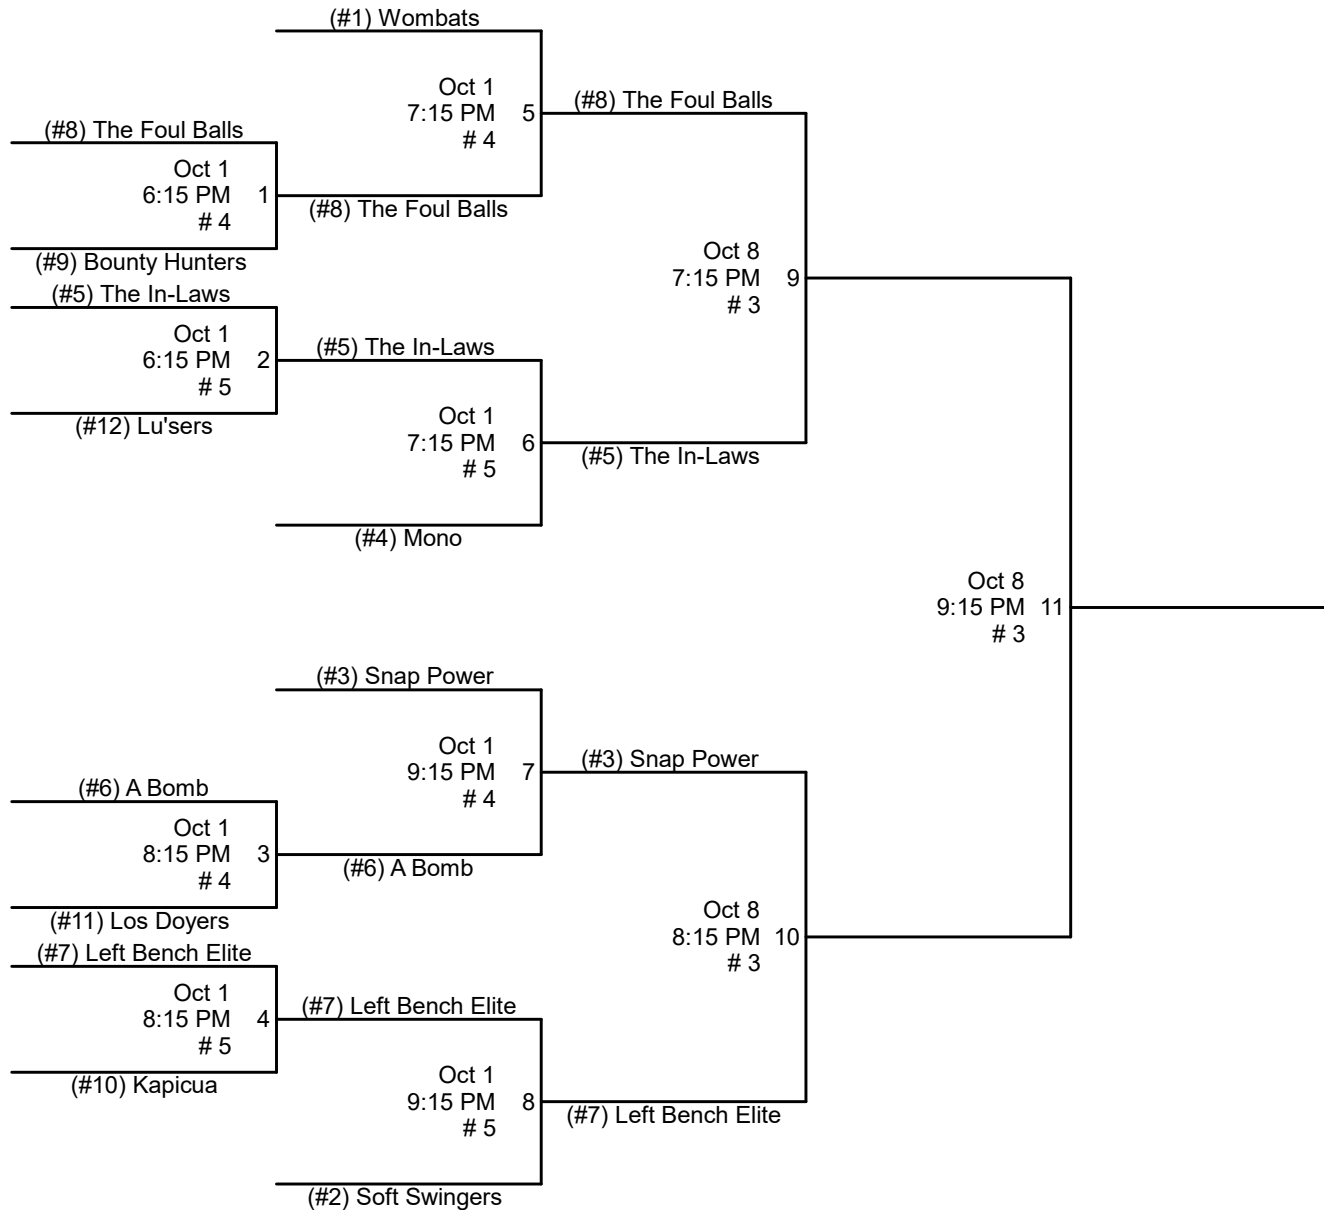 (#1) Wombats
Oct 1
7:15 PM 5
# 4
(#8) The Foul Balls
(#8) The Foul Balls
Oct 1
6:15 PM 1
# 4
(#8) The Foul Balls
(#9) Bounty Hunters
Oct 8
7:15 PM 9
# 3
(#5) The In-Laws
Oct 1
6:15 PM 2
# 5
(#5) The In-Laws
(#12) Lu'sers
Oct 1
7:15 PM 6
# 5
(#5) The In-Laws
(#4) Mono
Oct 8
9:15 PM 11
# 3
(#3) Snap Power
Oct 1
9:15 PM 7
# 4
(#3) Snap Power
(#6) A Bomb
Oct 1
8:15 PM 3
# 4
(#6) A Bomb
(#11) Los Doyers
Oct 8
8:15 PM 10
# 3
(#7) Left Bench Elite
Oct 1
8:15 PM 4
# 5
(#7) Left Bench Elite
(#10) Kapicua
Oct 1
9:15 PM 8
# 5
(#7) Left Bench Elite
(#2) Soft Swingers